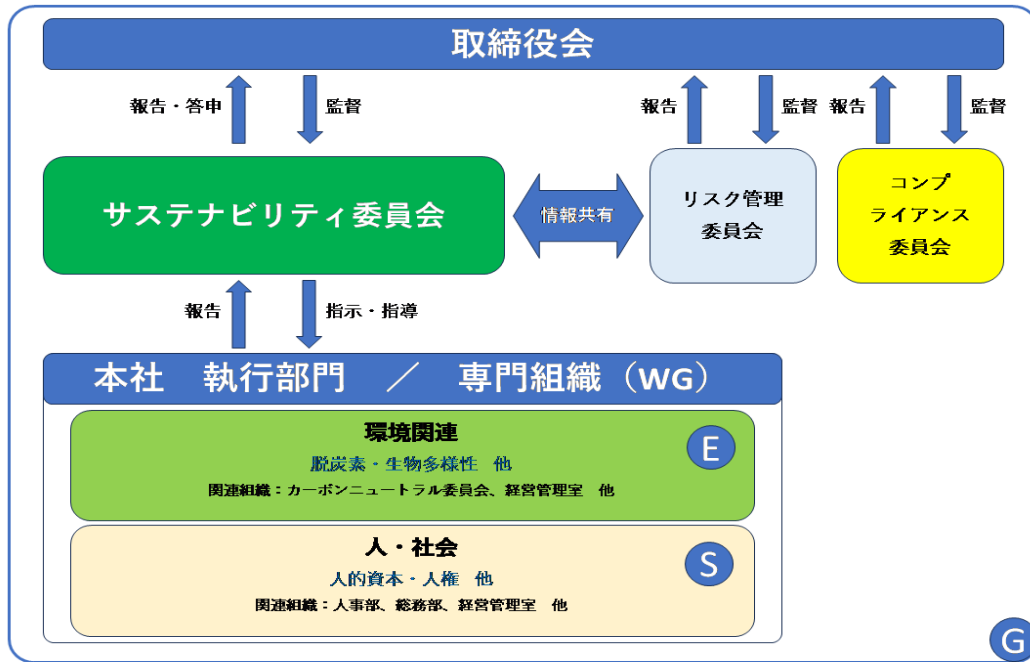 取締役会
報告・答申
監督
報告
監督
報告
監督
サステナビリティ委員会
情報共有
リスク管理
委員会
コンプ
ライアンス
委員会
報告
指示・指導
本社 執行部門 / 専門組織(WG)
環境関連
E
脱炭素・生物多様性 他
関連組織:カーボンニュートラル委員会、経営管理室 他
人・社会
S
人的資本・人権 他
関連組織:人事部、総務部、経営管理室 他
G